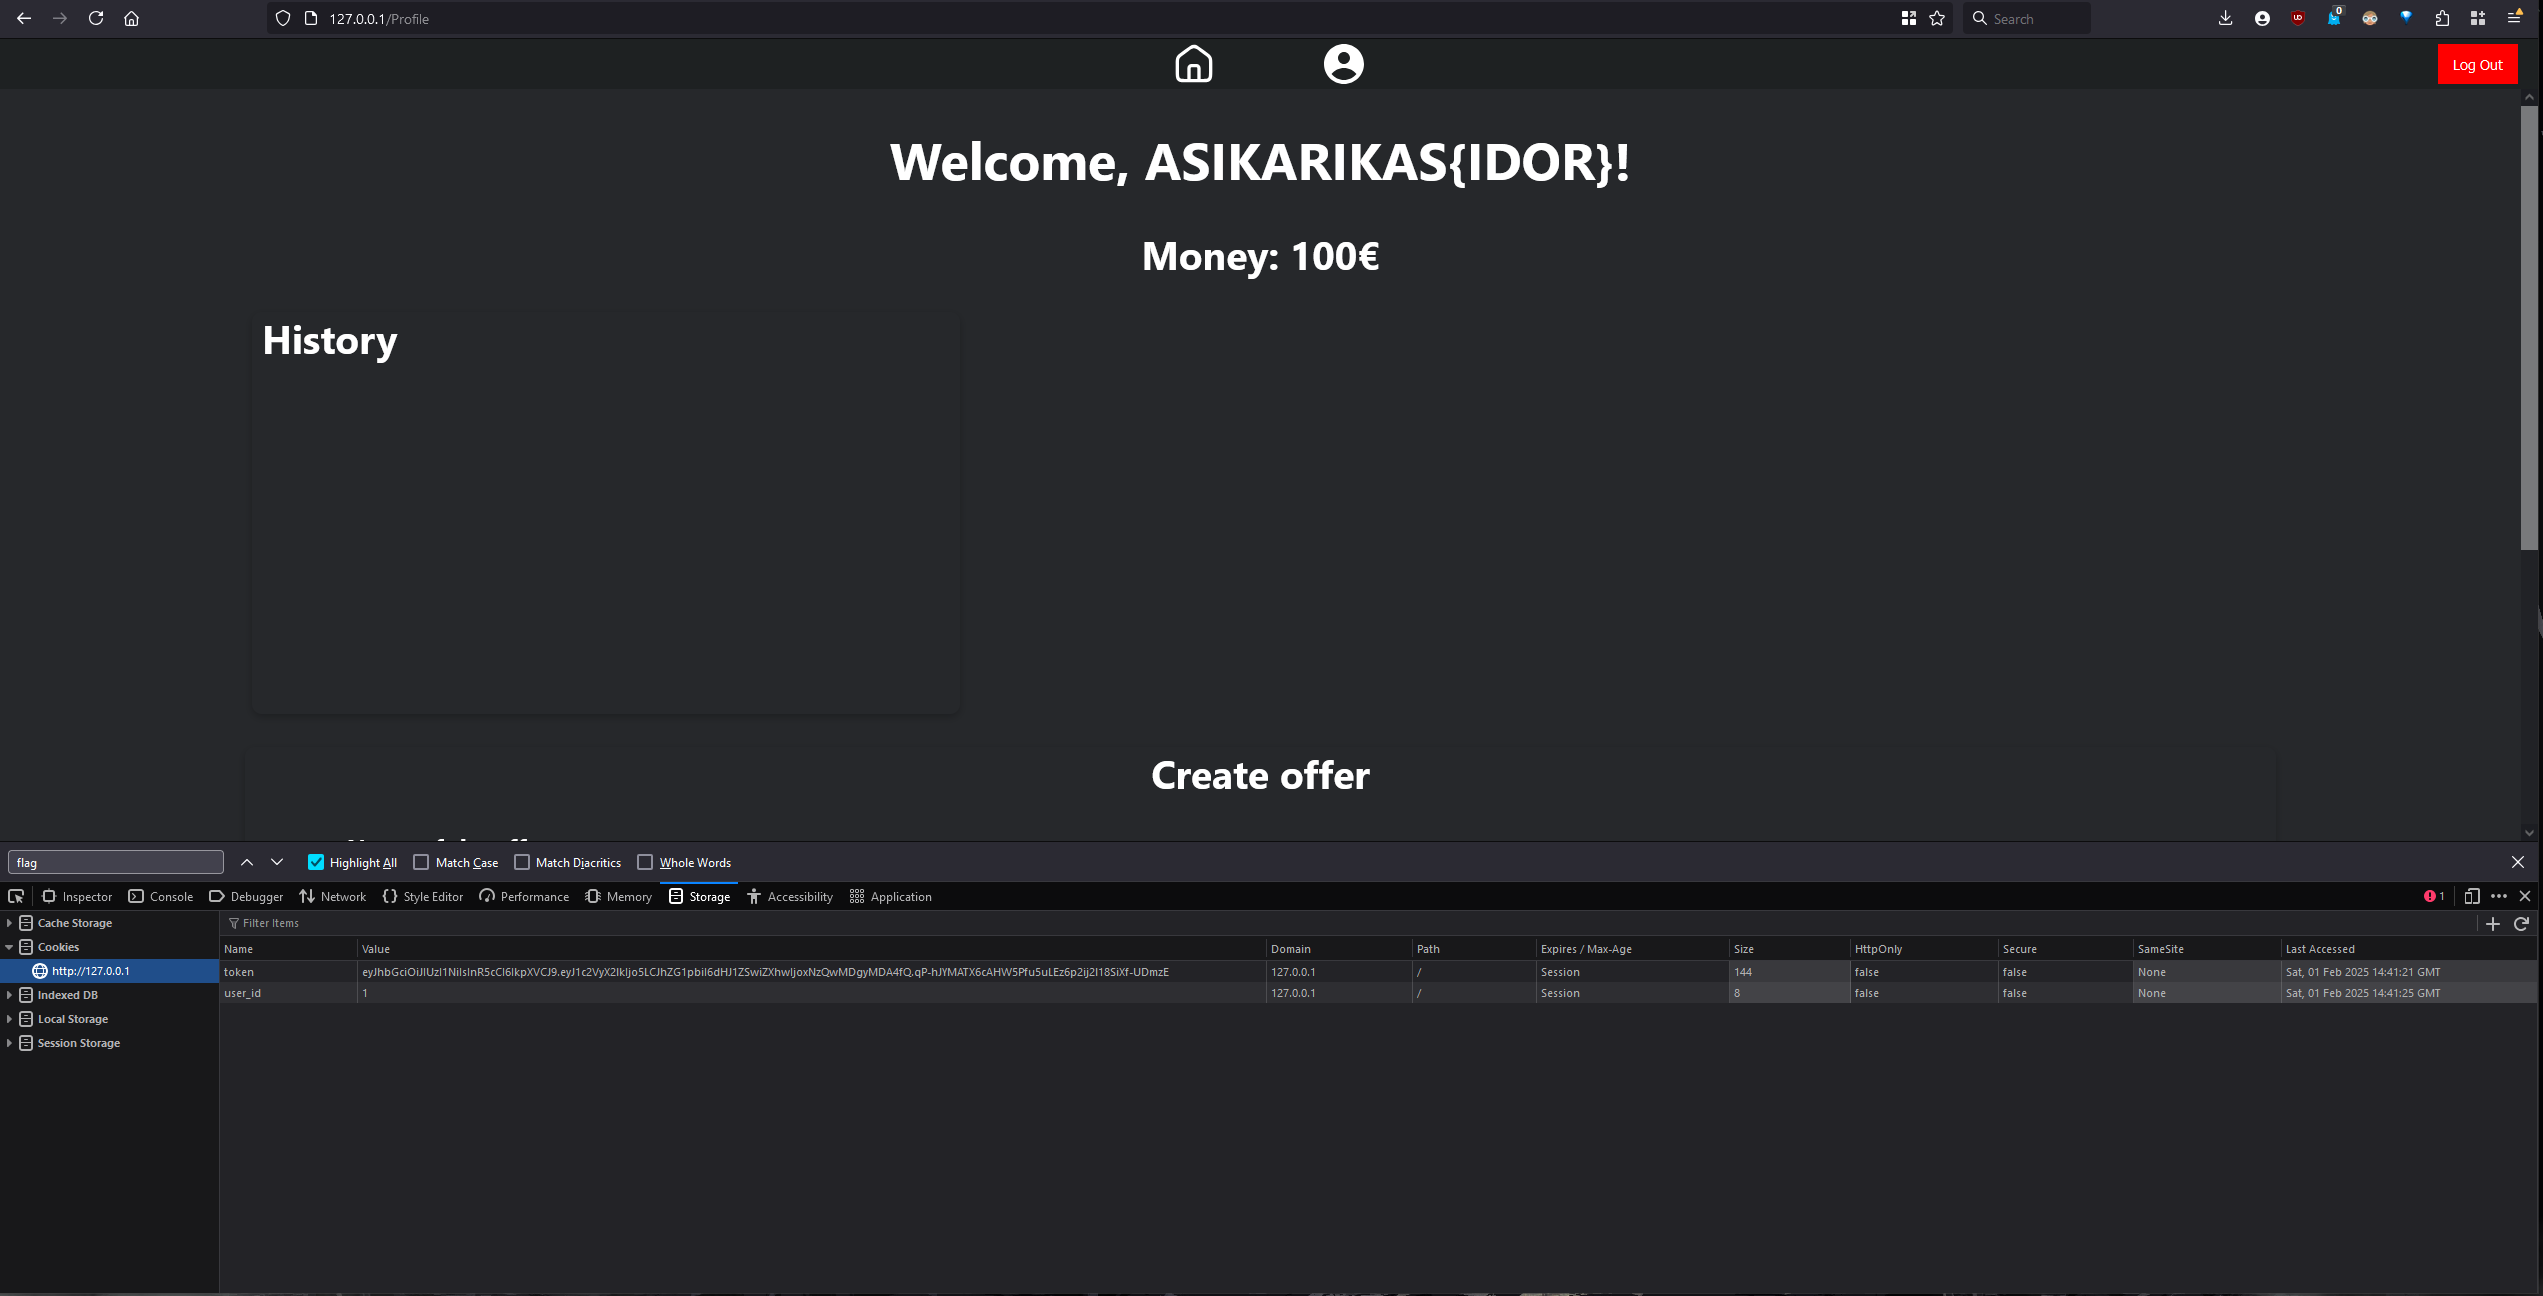 127.0.0.1/Profile
Search
0
Log Out
Welcome, ASIKARIKAS{IDOR}!
Money: 100€
History
Create offer
flag
Highlight All
Match Case
Match Diacritics
Whole Words
Inspector
Console
Debugger
Network
Style Editor
Performance
Memory
Storage
Accessibility
Application
1
Cache Storage
Cookies
http://127.0.0.1
Indexed DB
Local Storage
Session Storage
Filter Items
Name Value Domain Path Expires / Max-Age Size HttpOnly Secure SameSite Last Accessed
token 127.0.0.1 / Session 144 false false None Sat, 01 Feb 2025 14:41:21 GMT
user_id 1 127.0.0.1 / Session 8 false false None Sat, 01 Feb 2025 14:41:25 GMT